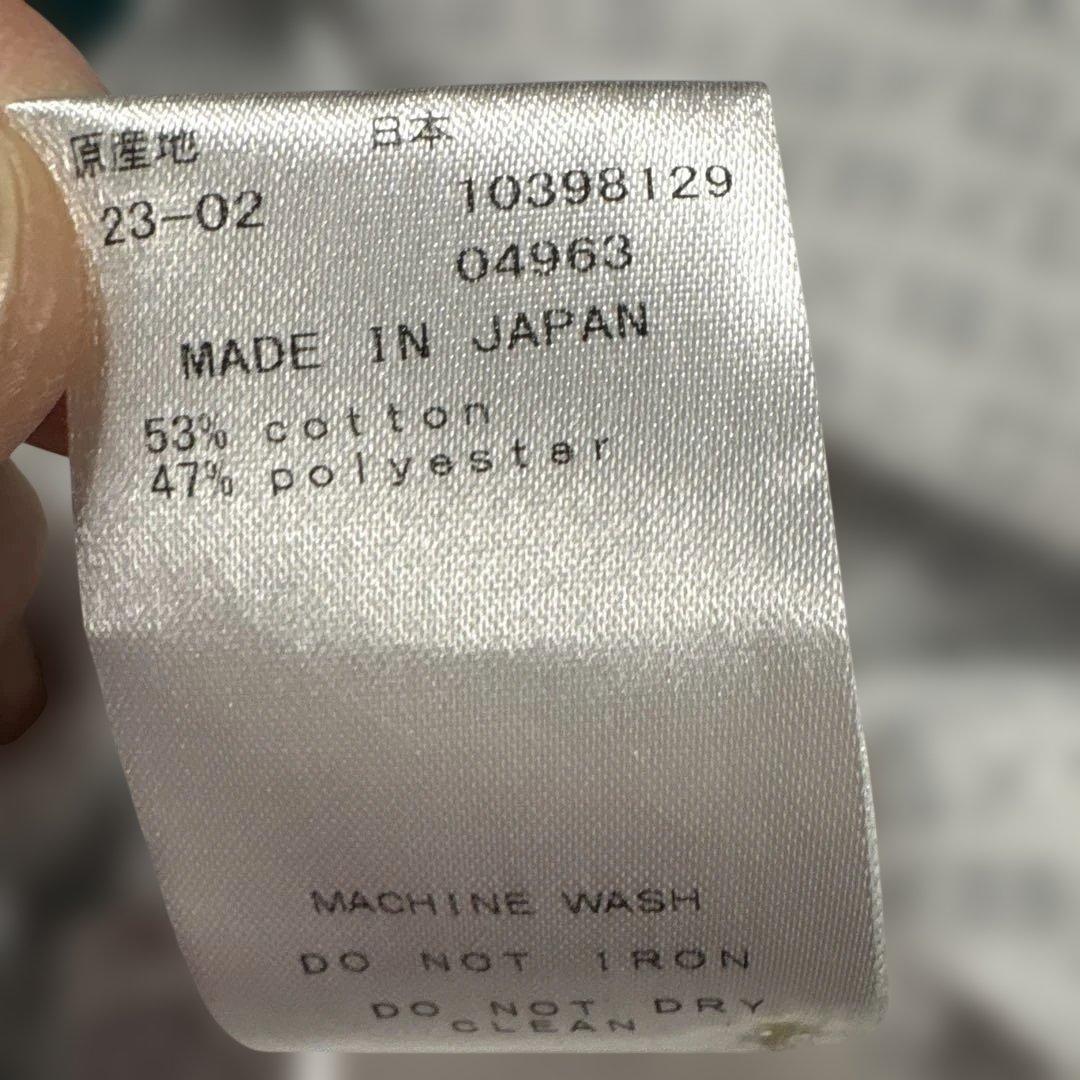 原産地 日本
23-02 10398129
04963
MADE IN JAPAN
53% cotton
47% polyester
MACHINE WASH
DO NOT IRON
DO NOT DRY
CLEAN